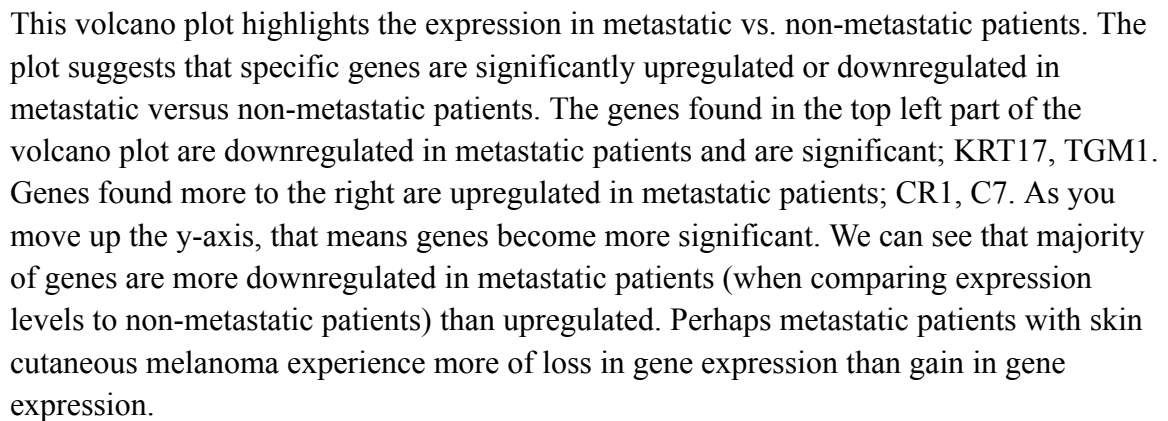 This volcano plot highlights the expression in metastatic vs. non-metastatic patients. The
plot suggests that specific genes are significantly upregulated or downregulated in
metastatic versus non-metastatic patients. The genes found in the top left part of the
volcano plot are downregulated in metastatic patients and are significant; KRT17, TGM1.
Genes found more to the right are upregulated in metastatic patients; CR1, C7. As you
move up the y-axis, that means genes become more significant. We can see that majority
of genes are more downregulated in metastatic patients (when comparing expression
levels to non-metastatic patients) than upregulated. Perhaps metastatic patients with skin
cutaneous melanoma experience more of loss in gene expression than gain in gene
expression.